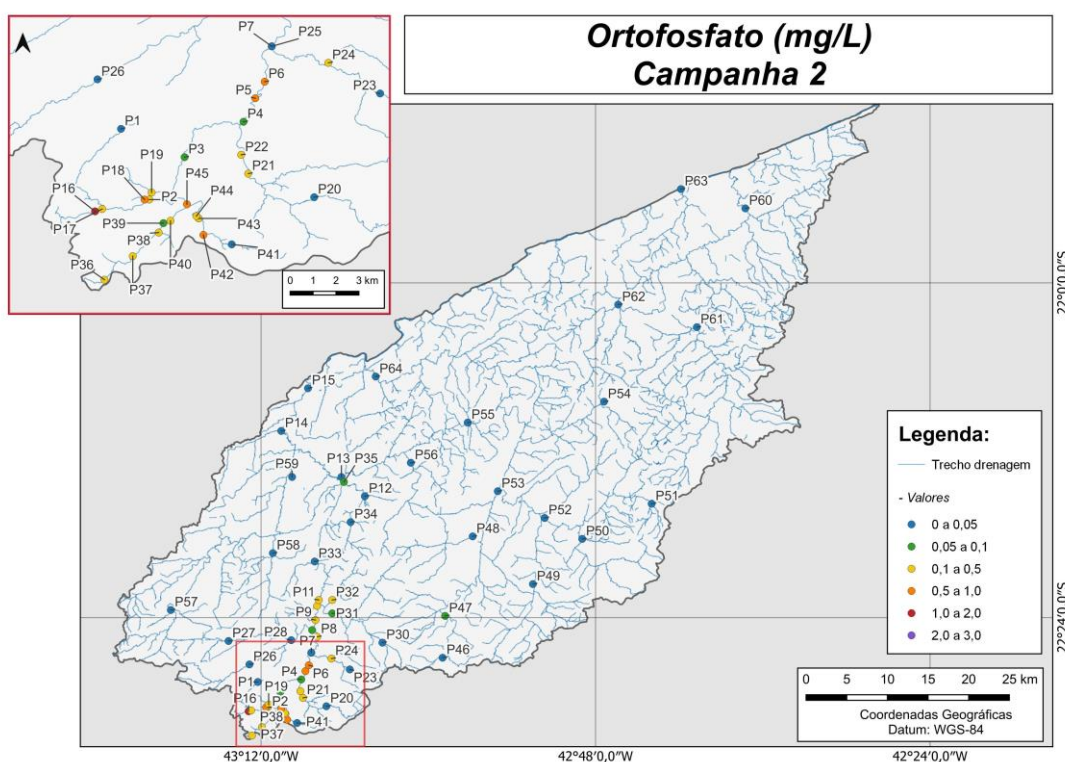 Ortofosfato (mg/L)
Campanha 2
P7
P25
P24
P26
P6
P23
P5
P4
P1
P3
P22
P19
P21
P18
P45
P16
P2
P44
P20
P39
P43
P17
P38
P41
P36
P40
P42
P37
0 1 2 3 km
P63
P60
22°0'0,0"S
P62
P61
P64
P15
P54
P55
P14
P13
P35
P56
P59
P12
P53
P51
P34
P52
P48
P50
P58
P33
P49
P11
P32
P57
P9
P31
P47
22°24'0,0"S
P8
P28
P27
P7
P30
P24
P46
P26
P4
P6
P23
P1
P19
P21
P16
P2
P20
P38
P41
P37
Legenda:
Trecho drenagem
- Valores
0 a 0,05
0,05 a 0,1
0,1 a 0,5
0,5 a 1,0
1,0 a 2,0
2,0 a 3,0
0 5 10 15 20 25 km
Coordenadas Geográficas
Datum: WGS-84
43°12'0,0"W
42°48'0,0"W
42°24'0,0"W